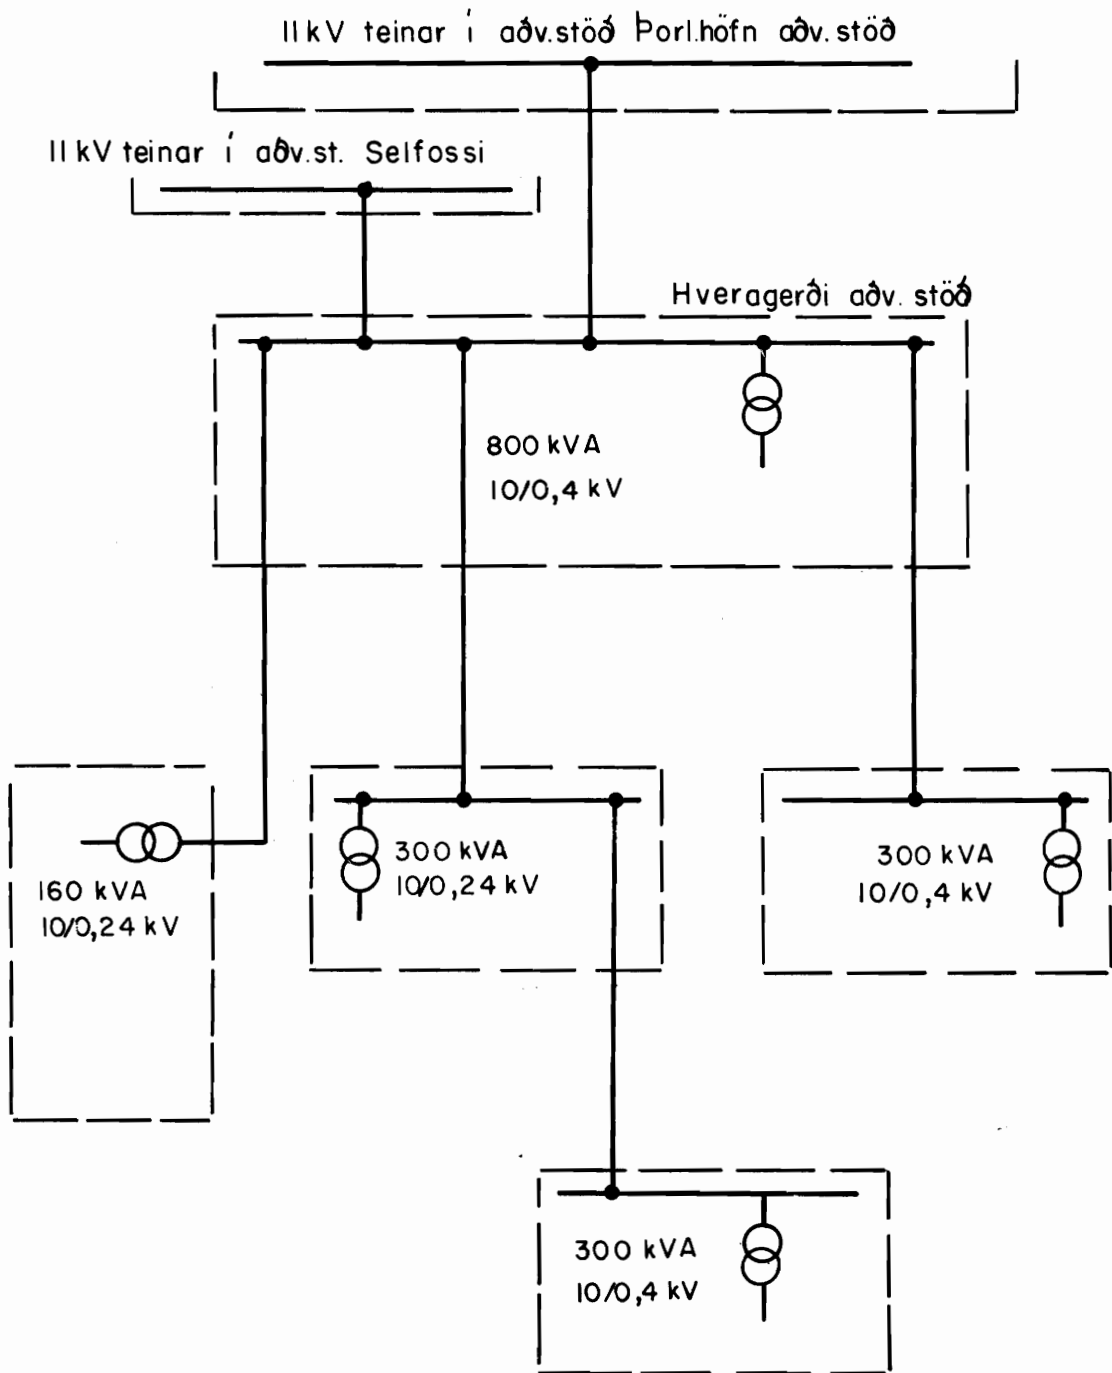 11 kV teinar í aðv.stöð Þorl.höfn aðv. stöð
11 kV teinar í aðv.st. Selfossi
Hveragerði aðv. stöð
800 kVA
10/0,4 kV
300 kVA
10/0,24 kV
300 kVA
10/0,4 kV
160 kVA
10/0,24 kV
300 kVA
10/0,4 kV